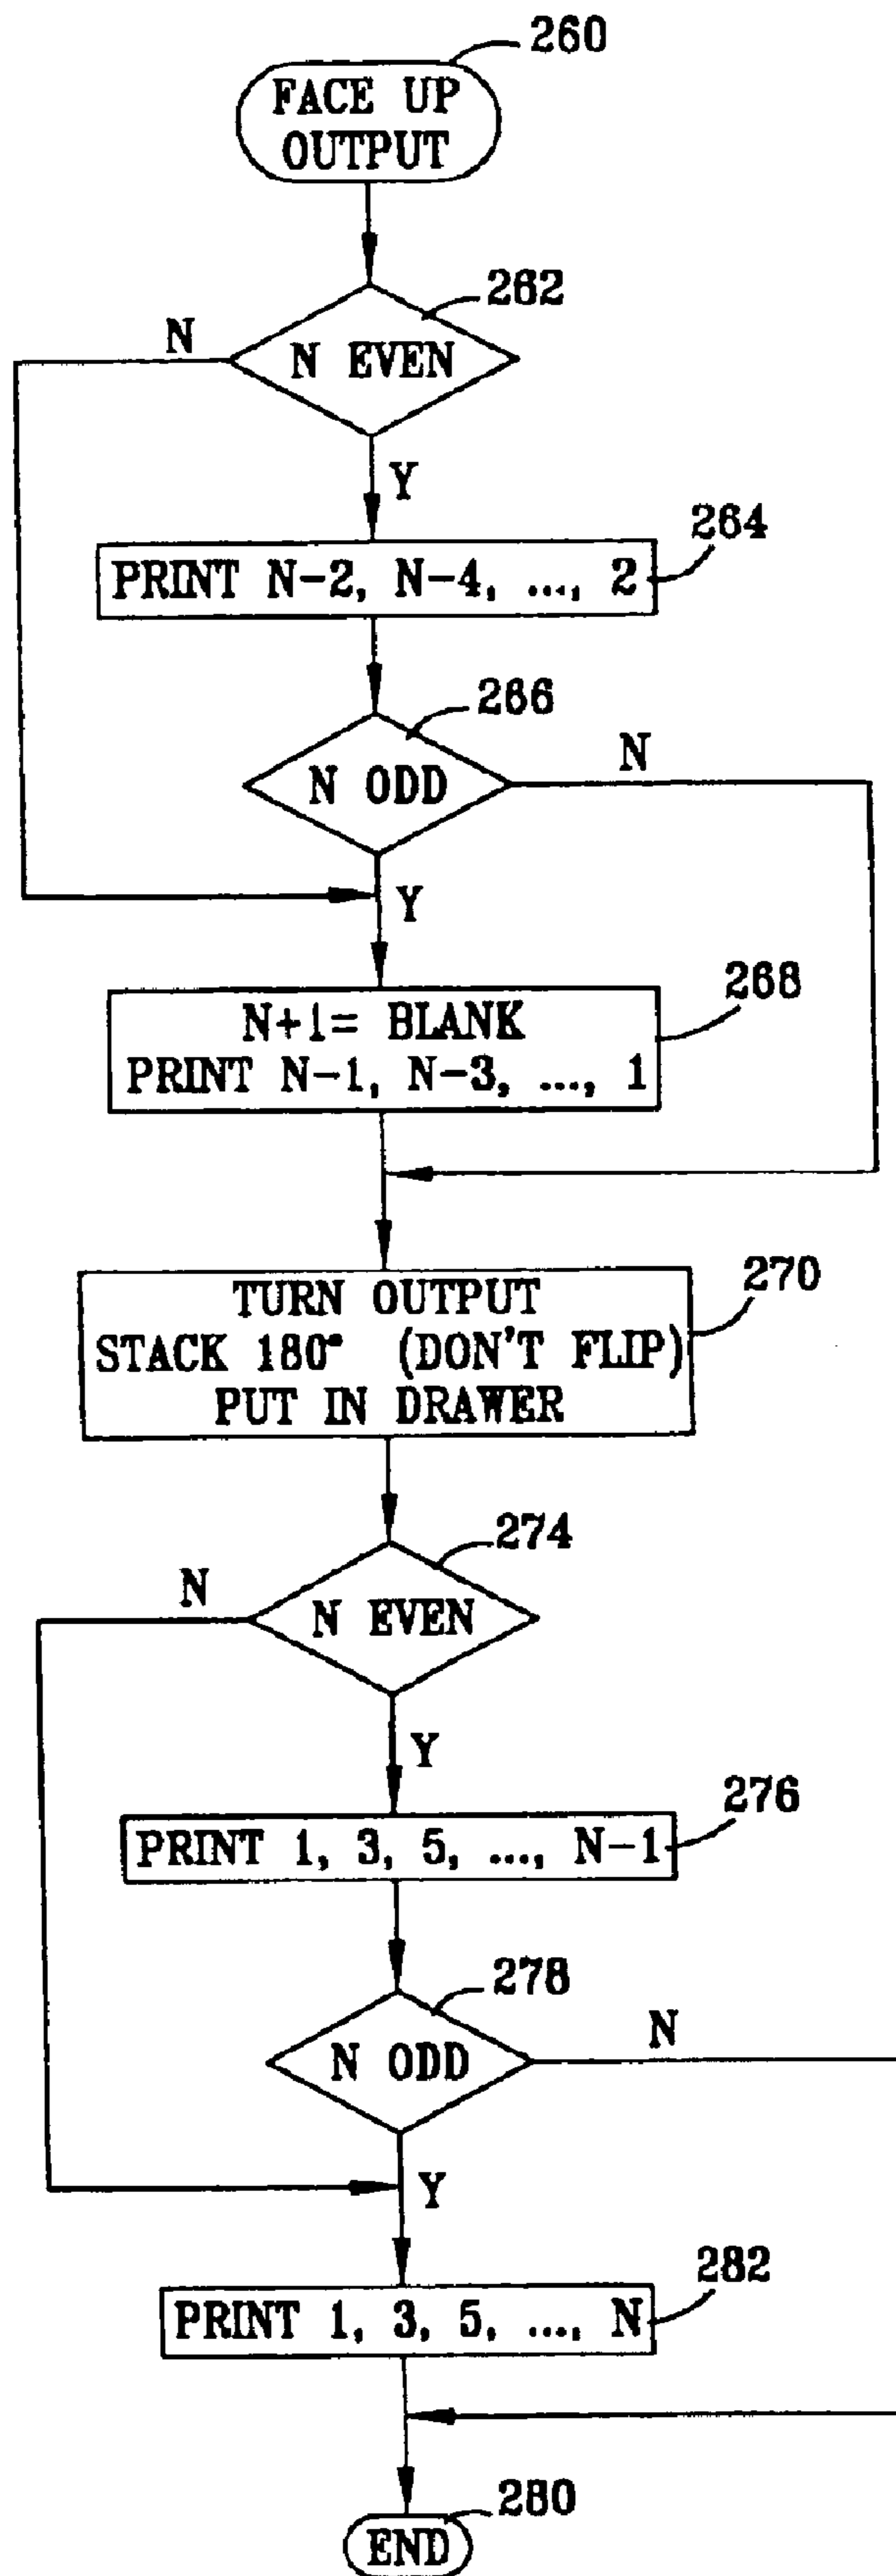 260
FACE UP
OUTPUT
262
N
N EVEN
Y
264
PRINT N-2, N-4, ..., 2
266
N
N ODD
Y
268
N+1= BLANK
PRINT N-1, N-3, ..., 1
270
TURN OUTPUT
STACK 180° (DON'T FLIP)
PUT IN DRAWER
274
N
N EVEN
Y
276
PRINT 1, 3, 5, ..., N-1
278
N
N ODD
Y
282
PRINT 1, 3, 5, ..., N
280
END